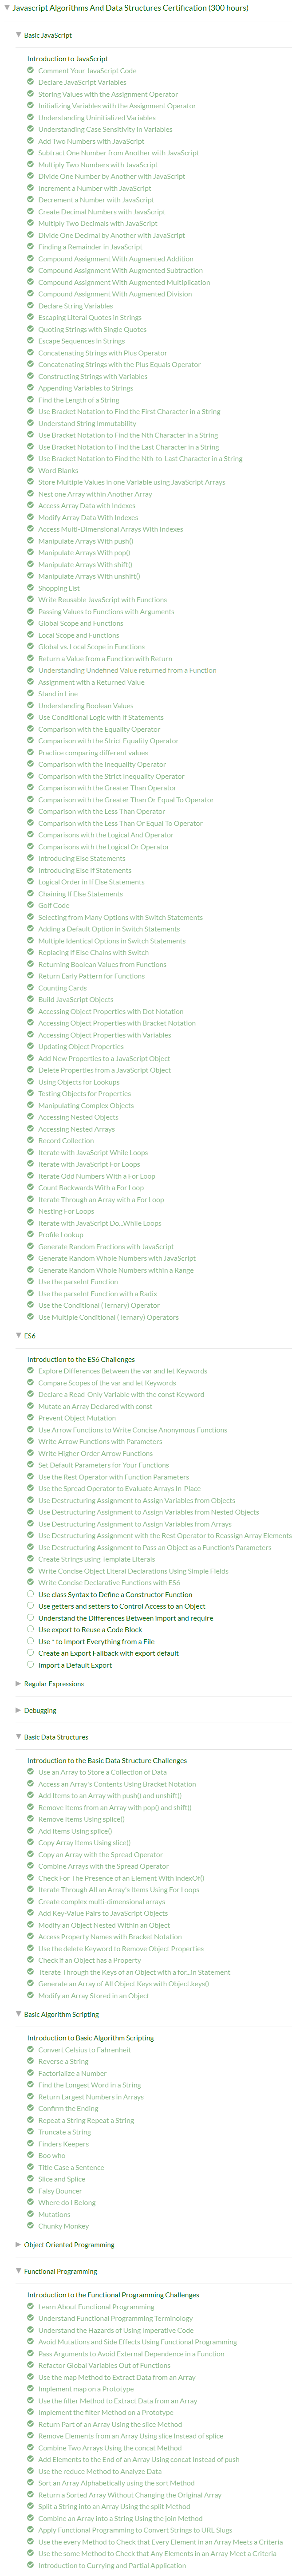 Javascript Algorithms And Data Structures Certification (300 hours)
Basic JavaScript
Introduction to JavaScript
Comment Your JavaScript Code
Declare JavaScript Variables
Storing Values with the Assignment Operator
Initializing Variables with the Assignment Operator
Understanding Uninitialized Variables
Understanding Case Sensitivity in Variables
Add Two Numbers with JavaScript
Subtract One Number from Another with JavaScript
Multiply Two Numbers with JavaScript
Divide One Number by Another with JavaScript
Increment a Number with JavaScript
Decrement a Number with JavaScript
Create Decimal Numbers with JavaScript
Multiply Two Decimals with JavaScript
Divide One Decimal by Another with JavaScript
Finding a Remainder in JavaScript
Compound Assignment With Augmented Addition
Compound Assignment With Augmented Subtraction
Compound Assignment With Augmented Multiplication
Compound Assignment With Augmented Division
Declare String Variables
Escaping Literal Quotes in Strings
Quoting Strings with Single Quotes
Escape Sequences in Strings
Concatenating Strings with Plus Operator
Concatenating Strings with the Plus Equals Operator
Constructing Strings with Variables
Appending Variables to Strings
Find the Length of a String
Use Bracket Notation to Find the First Character in a String
Understand String Immutability
Use Bracket Notation to Find the Nth Character in a String
Use Bracket Notation to Find the Last Character in a String
Use Bracket Notation to Find the Nth-to-Last Character in a String
Word Blanks
Store Multiple Values in one Variable using JavaScript Arrays
Nest one Array within Another Array
Access Array Data with Indexes
Modify Array Data With Indexes
Access Multi-Dimensional Arrays With Indexes
Manipulate Arrays With push()
Manipulate Arrays With pop()
Manipulate Arrays With shift()
Manipulate Arrays With unshift()
Shopping List
Write Reusable JavaScript with Functions
Passing Values to Functions with Arguments
Global Scope and Functions
Local Scope and Functions
Global vs. Local Scope in Functions
Return a Value from a Function with Return
Understanding Undefined Value returned from a Function
Assignment with a Returned Value
Stand in Line
Understanding Boolean Values
Use Conditional Logic with If Statements
Comparison with the Equality Operator
Comparison with the Strict Equality Operator
Practice comparing different values
Comparison with the Inequality Operator
Comparison with the Strict Inequality Operator
Comparison with the Greater Than Operator
Comparison with the Greater Than Or Equal To Operator
Comparison with the Less Than Operator
Comparison with the Less Than Or Equal To Operator
Comparisons with the Logical And Operator
Comparisons with the Logical Or Operator
Introducing Else Statements
Introducing Else If Statements
Logical Order in If Else Statements
Chaining If Else Statements
Golf Code
Selecting from Many Options with Switch Statements
Adding a Default Option in Switch Statements
Multiple Identical Options in Switch Statements
Replacing If Else Chains with Switch
Returning Boolean Values from Functions
Return Early Pattern for Functions
Counting Cards
Build JavaScript Objects
Accessing Object Properties with Dot Notation
Accessing Object Properties with Bracket Notation
Accessing Object Properties with Variables
Updating Object Properties
Add New Properties to a JavaScript Object
Delete Properties from a JavaScript Object
Using Objects for Lookups
Testing Objects for Properties
Manipulating Complex Objects
Accessing Nested Objects
Accessing Nested Arrays
Record Collection
Iterate with JavaScript While Loops
Iterate with JavaScript For Loops
Iterate Odd Numbers With a For Loop
Count Backwards With a For Loop
Iterate Through an Array with a For Loop
Nesting For Loops
Iterate with JavaScript Do...While Loops
Profile Lookup
Generate Random Fractions with JavaScript
Generate Random Whole Numbers with JavaScript
Generate Random Whole Numbers within a Range
Use the parseInt Function
Use the parseInt Function with a Radix
Use the Conditional (Ternary) Operator
Use Multiple Conditional (Ternary) Operators
ES6
Introduction to the ES6 Challenges
Explore Differences Between the var and let Keywords
Compare Scopes of the var and let Keywords
Declare a Read-Only Variable with the const Keyword
Mutate an Array Declared with const
Prevent Object Mutation
Use Arrow Functions to Write Concise Anonymous Functions
Write Arrow Functions with Parameters
Write Higher Order Arrow Functions
Set Default Parameters for Your Functions
Use the Rest Operator with Function Parameters
Use the Spread Operator to Evaluate Arrays In-Place
Use Destructuring Assignment to Assign Variables from Objects
Use Destructuring Assignment to Assign Variables from Nested Objects
Use Destructuring Assignment to Assign Variables from Arrays
Use Destructuring Assignment with the Rest Operator to Reassign Array Elements
Use Destructuring Assignment to Pass an Object as a Function's Parameters
Create Strings using Template Literals
Write Concise Object Literal Declarations Using Simple Fields
Write Concise Declarative Functions with ES6
Use class Syntax to Define a Constructor Function
Use getters and setters to Control Access to an Object
Understand the Differences Between import and require
Use export to Reuse a Code Block
Use * to Import Everything from a File
Create an Export Fallback with export default
Import a Default Export
Regular Expressions
Debugging
Basic Data Structures
Introduction to the Basic Data Structure Challenges
Use an Array to Store a Collection of Data
Access an Array's Contents Using Bracket Notation
Add Items to an Array with push() and unshift()
Remove Items from an Array with pop() and shift()
Remove Items Using splice()
Add Items Using splice()
Copy Array Items Using slice()
Copy an Array with the Spread Operator
Combine Arrays with the Spread Operator
Check For The Presence of an Element With indexOf()
Iterate Through All an Array's Items Using For Loops
Create complex multi-dimensional arrays
Add Key-Value Pairs to JavaScript Objects
Modify an Object Nested Within an Object
Access Property Names with Bracket Notation
Use the delete Keyword to Remove Object Properties
Check if an Object has a Property
Iterate Through the Keys of an Object with a for...in Statement
Generate an Array of All Object Keys with Object.keys()
Modify an Array Stored in an Object
Basic Algorithm Scripting
Introduction to Basic Algorithm Scripting
Convert Celsius to Fahrenheit
Reverse a String
Factorialize a Number
Find the Longest Word in a String
Return Largest Numbers in Arrays
Confirm the Ending
Repeat a String Repeat a String
Truncate a String
Finders Keepers
Boo who
Title Case a Sentence
Slice and Splice
Falsy Bouncer
Where do I Belong
Mutations
Chunky Monkey
Object Oriented Programming
Functional Programming
Introduction to the Functional Programming Challenges
Learn About Functional Programming
Understand Functional Programming Terminology
Understand the Hazards of Using Imperative Code
Avoid Mutations and Side Effects Using Functional Programming
Pass Arguments to Avoid External Dependence in a Function
Refactor Global Variables Out of Functions
Use the map Method to Extract Data from an Array
Implement map on a Prototype
Use the filter Method to Extract Data from an Array
Implement the filter Method on a Prototype
Return Part of an Array Using the slice Method
Remove Elements from an Array Using slice Instead of splice
Combine Two Arrays Using the concat Method
Add Elements to the End of an Array Using concat Instead of push
Use the reduce Method to Analyze Data
Sort an Array Alphabetically using the sort Method
Return a Sorted Array Without Changing the Original Array
Split a String into an Array Using the split Method
Combine an Array into a String Using the join Method
Apply Functional Programming to Convert Strings to URL Slugs
Use the every Method to Check that Every Element in an Array Meets a Criteria
Use the some Method to Check that Any Elements in an Array Meet a Criteria
Introduction to Currying and Partial Application